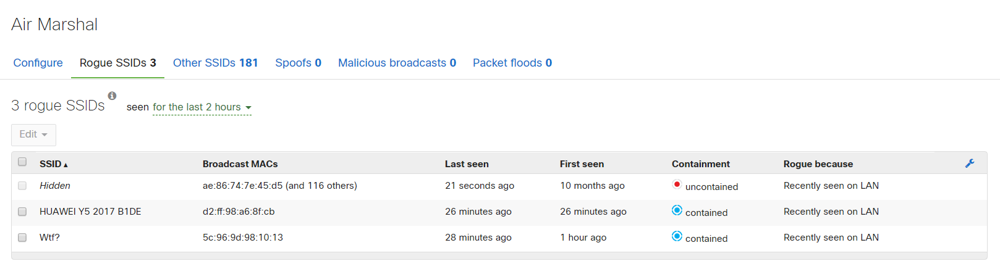 Air Marshal
Configure Rogue SSIDs 3 Other SSIDs 181 Spoofs 0 Malicious broadcasts 0 Packet floods 0
3 rogue SSIDs seen for the last 2 hours
Edit
SSID Broadcast MACs Last seen First seen Containment Rogue because
Hidden ae:86:74:7e:45:d5 (and 116 others) 21 seconds ago 10 months ago uncontained Recently seen on LAN
HUAWEI Y5 2017 B1DE d2:ff:98:a6:8f:cb 26 minutes ago 26 minutes ago contained Recently seen on LAN
Wtf? 5c:96:9d:98:10:13 28 minutes ago 1 hour ago contained Recently seen on LAN